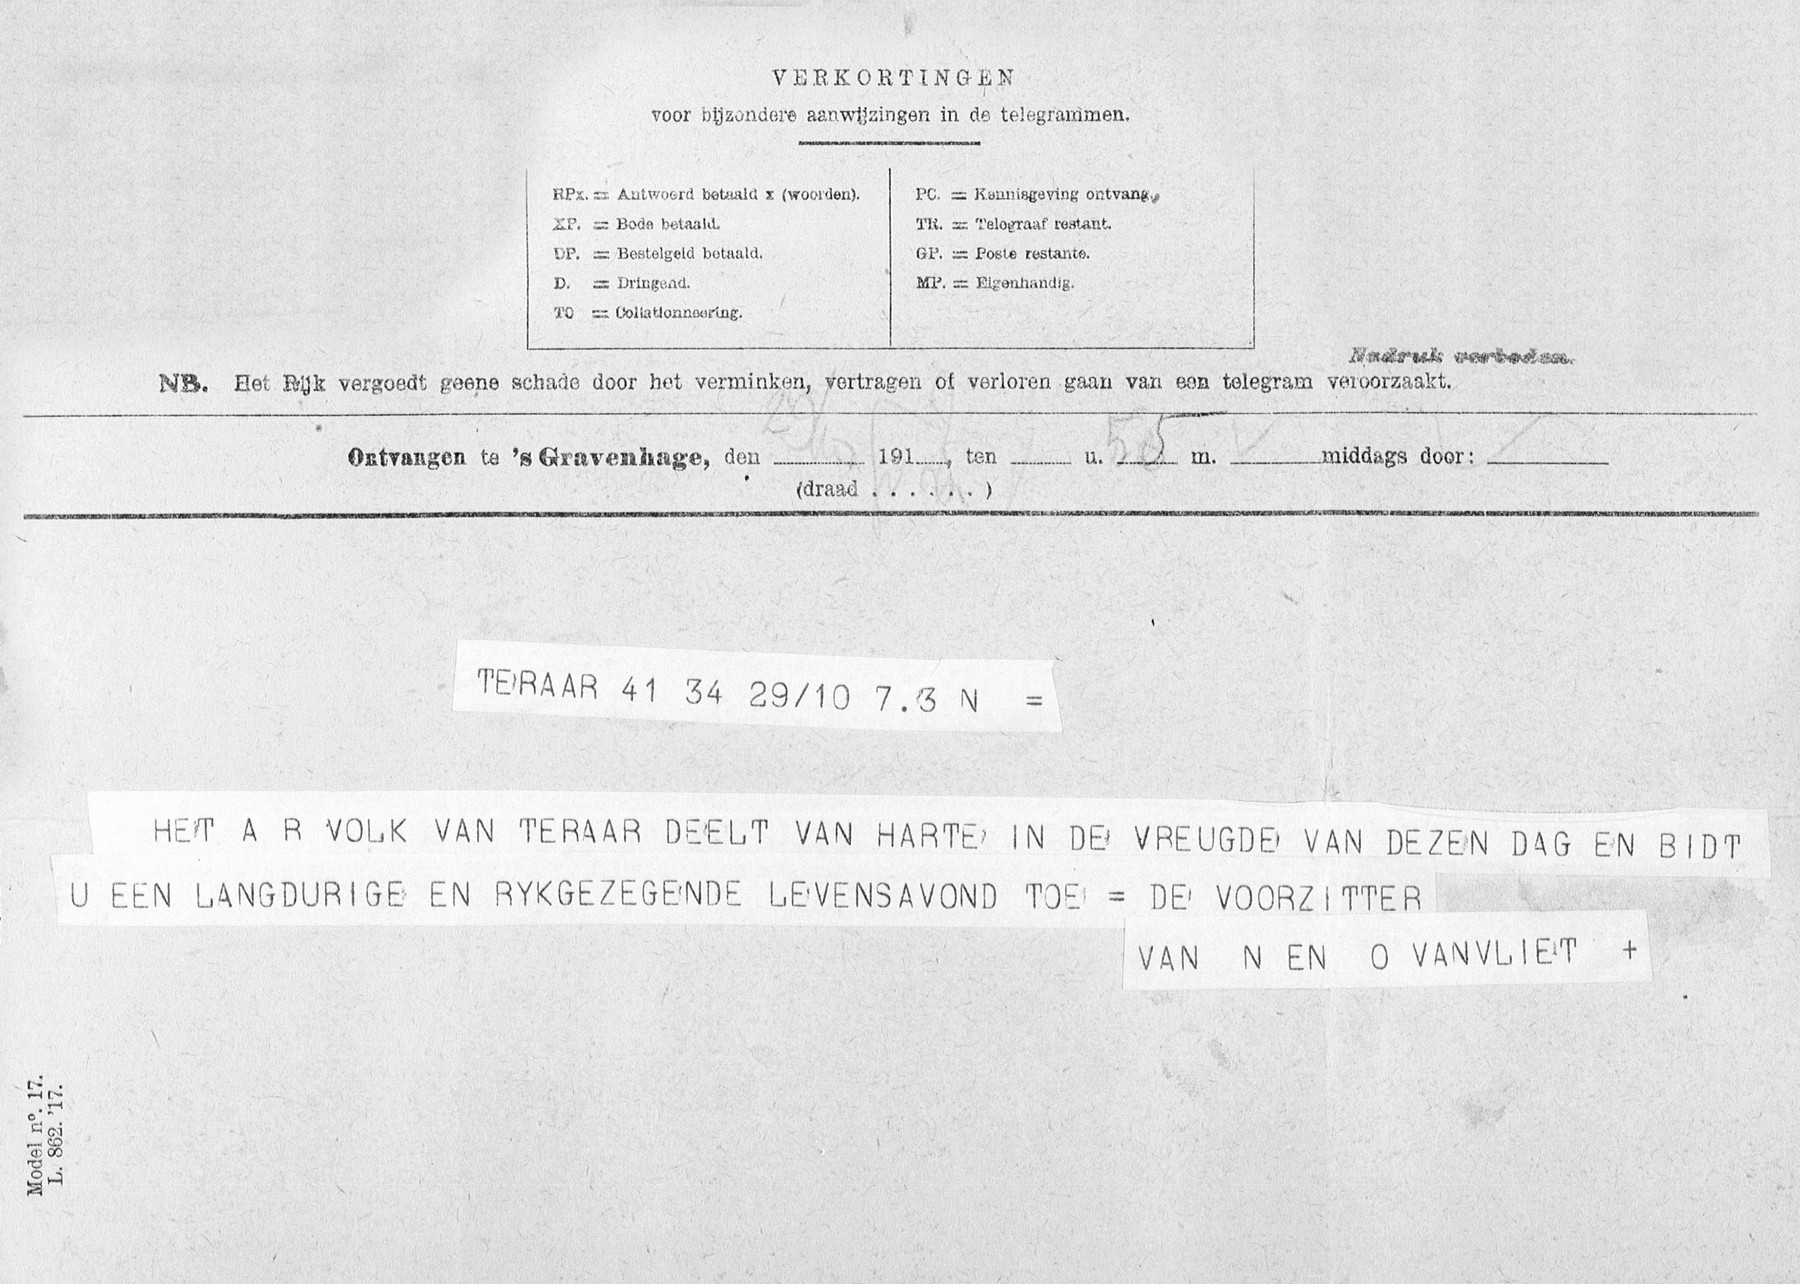 VERKORTINGEN
voor bijzondere aanwijzingen in de telegrammen.
RPx. = Antwoord betaald x (woorden).
XP. = Bode betaald.
DP. = Bestelgeld betaald.
D. = Dringend.
TC = Collationneering.
PC. = Kennisgeving ontvang.
TR. = Telegraaf restant.
GP. = Poste restante.
MP. = Eigenhandig.
Nadruk verboden.
NB. Het Rijk vergoedt geene schade door het verminken, vertragen of verloren gaan van een telegram veroorzaakt.
Ontvangen te 's Gravenhage, den 191 , ten u. 55 m. middags door:
(draad . . . . . . )
TERAAR 41 34 29/10 7.3 N =
HET A R VOLK VAN TERAAR DEELT VAN HARTE IN DE VREUGDE VAN DEZEN DAG EN BIDT
U EEN LANGDURIGE EN RYKGEZEGENDE LEVENSAVOND TOE = DE VOORZITTER
VAN N EN O VANVLIET +
Model nº. 17.
L. 862. '17.